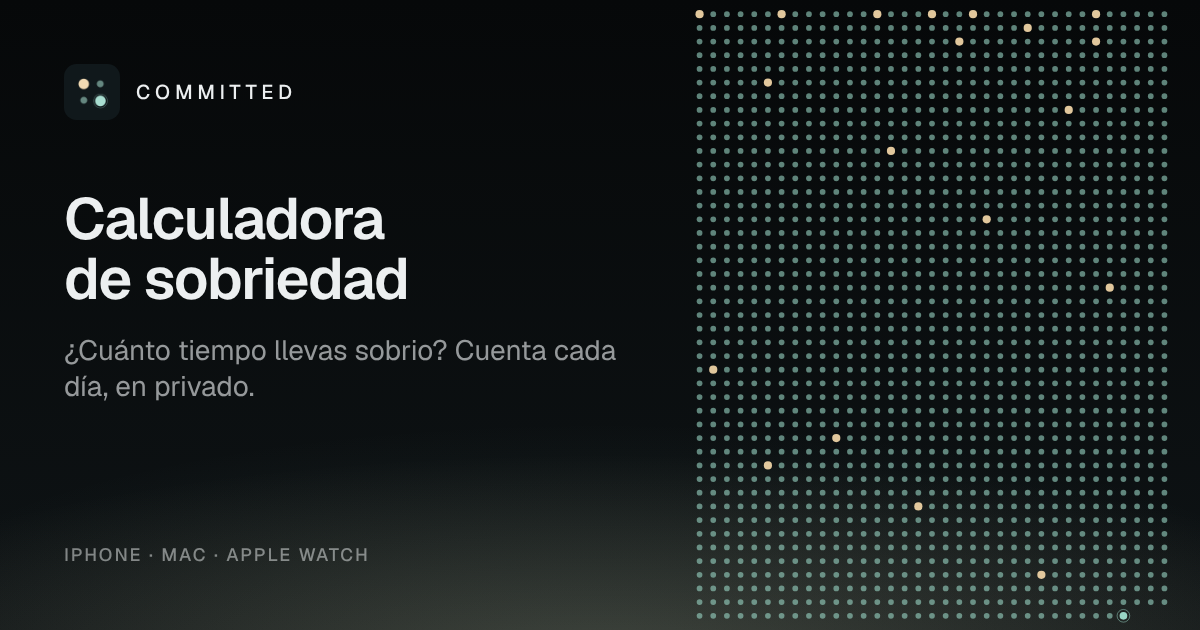 COMMITTED
Calculadora
de sobriedad
¿Cuánto tiempo llevas sobrio? Cuenta cada
día, en privado.
IPHONE · MAC · APPLE WATCH